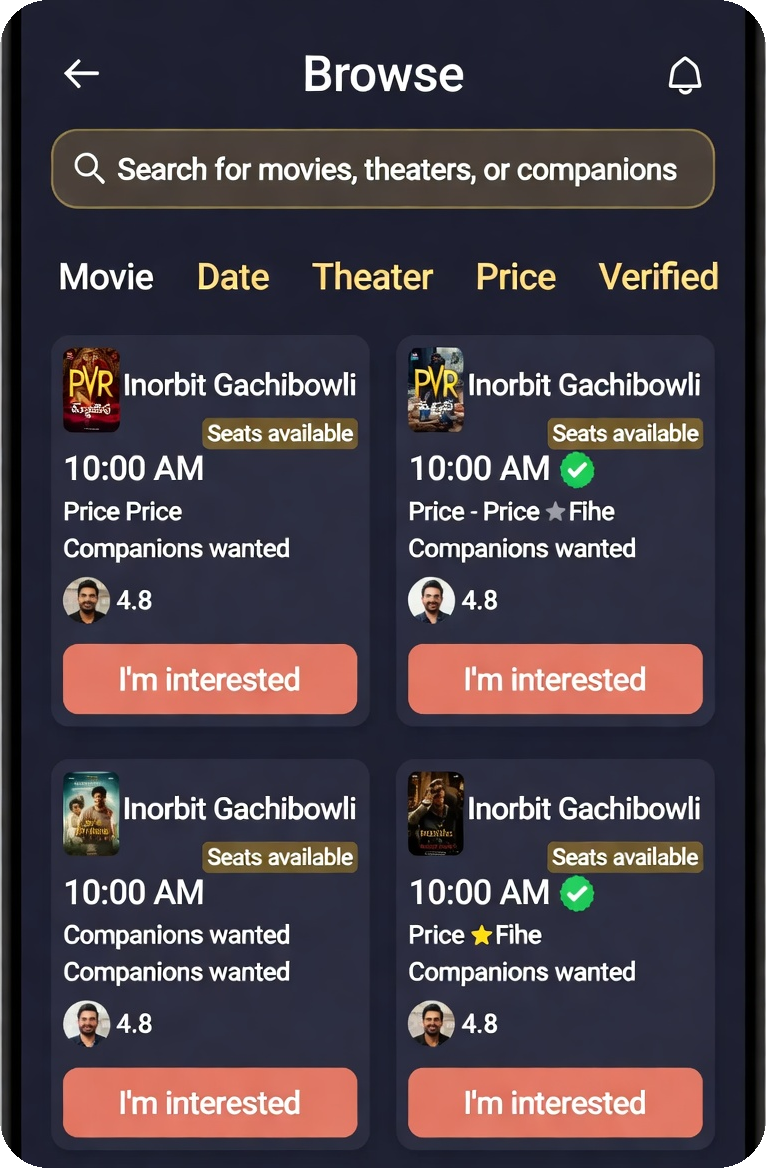 Browse
Search for movies, theaters, or companions
Movie Date Theater Price Verified
PVR Inorbit Gachibowli
Seats available
10:00 AM
Price Price
Companions wanted
4.8
I'm interested
PVR Inorbit Gachibowli
Seats available
10:00 AM
Price - Price ⭐Fihe
Companions wanted
4.8
I'm interested
Inorbit Gachibowli
Seats available
10:00 AM
Companions wanted
Companions wanted
4.8
I'm interested
Inorbit Gachibowli
Seats available
10:00 AM
Price ⭐Fihe
Companions wanted
4.8
I'm interested